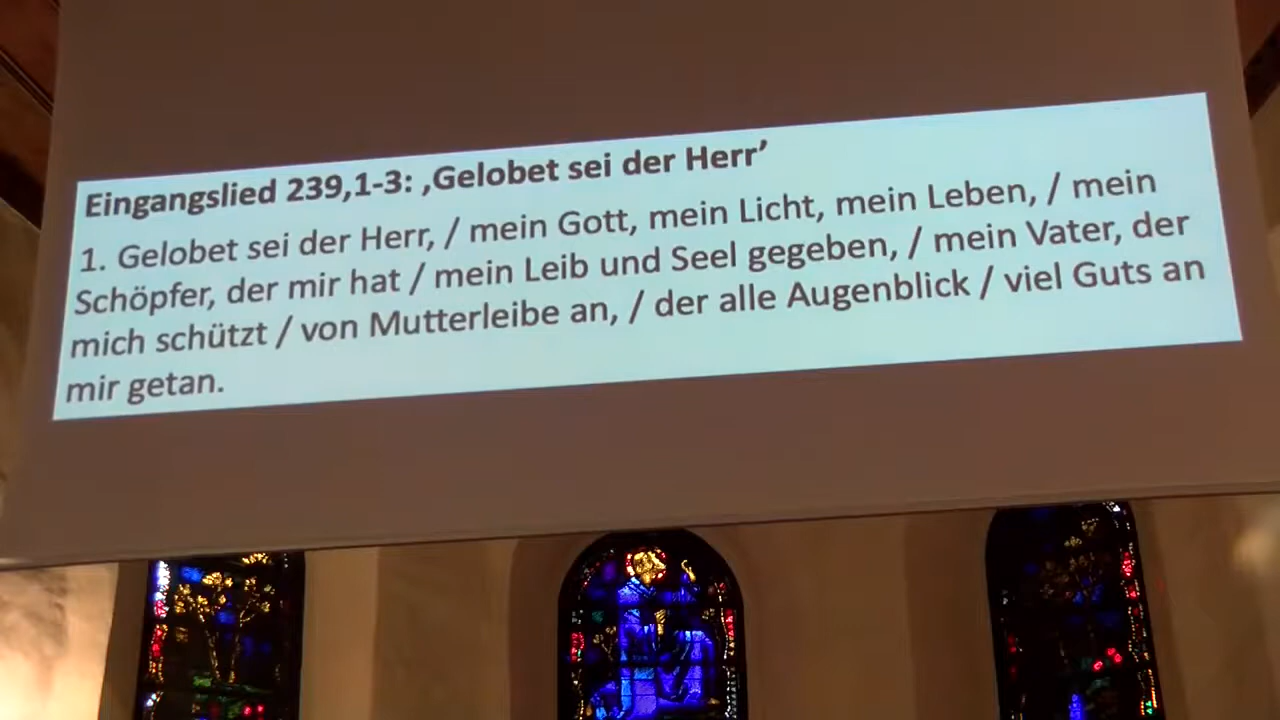 Eingangslied 239,1-3: ‚Gelobet sei der Herr’
1. Gelobet sei der Herr, / mein Gott, mein Licht, mein Leben, / mein
Schöpfer, der mir hat / mein Leib und Seel gegeben, / mein Vater, der
mich schützt / von Mutterleibe an, / der alle Augenblick / viel Guts an
mir getan.